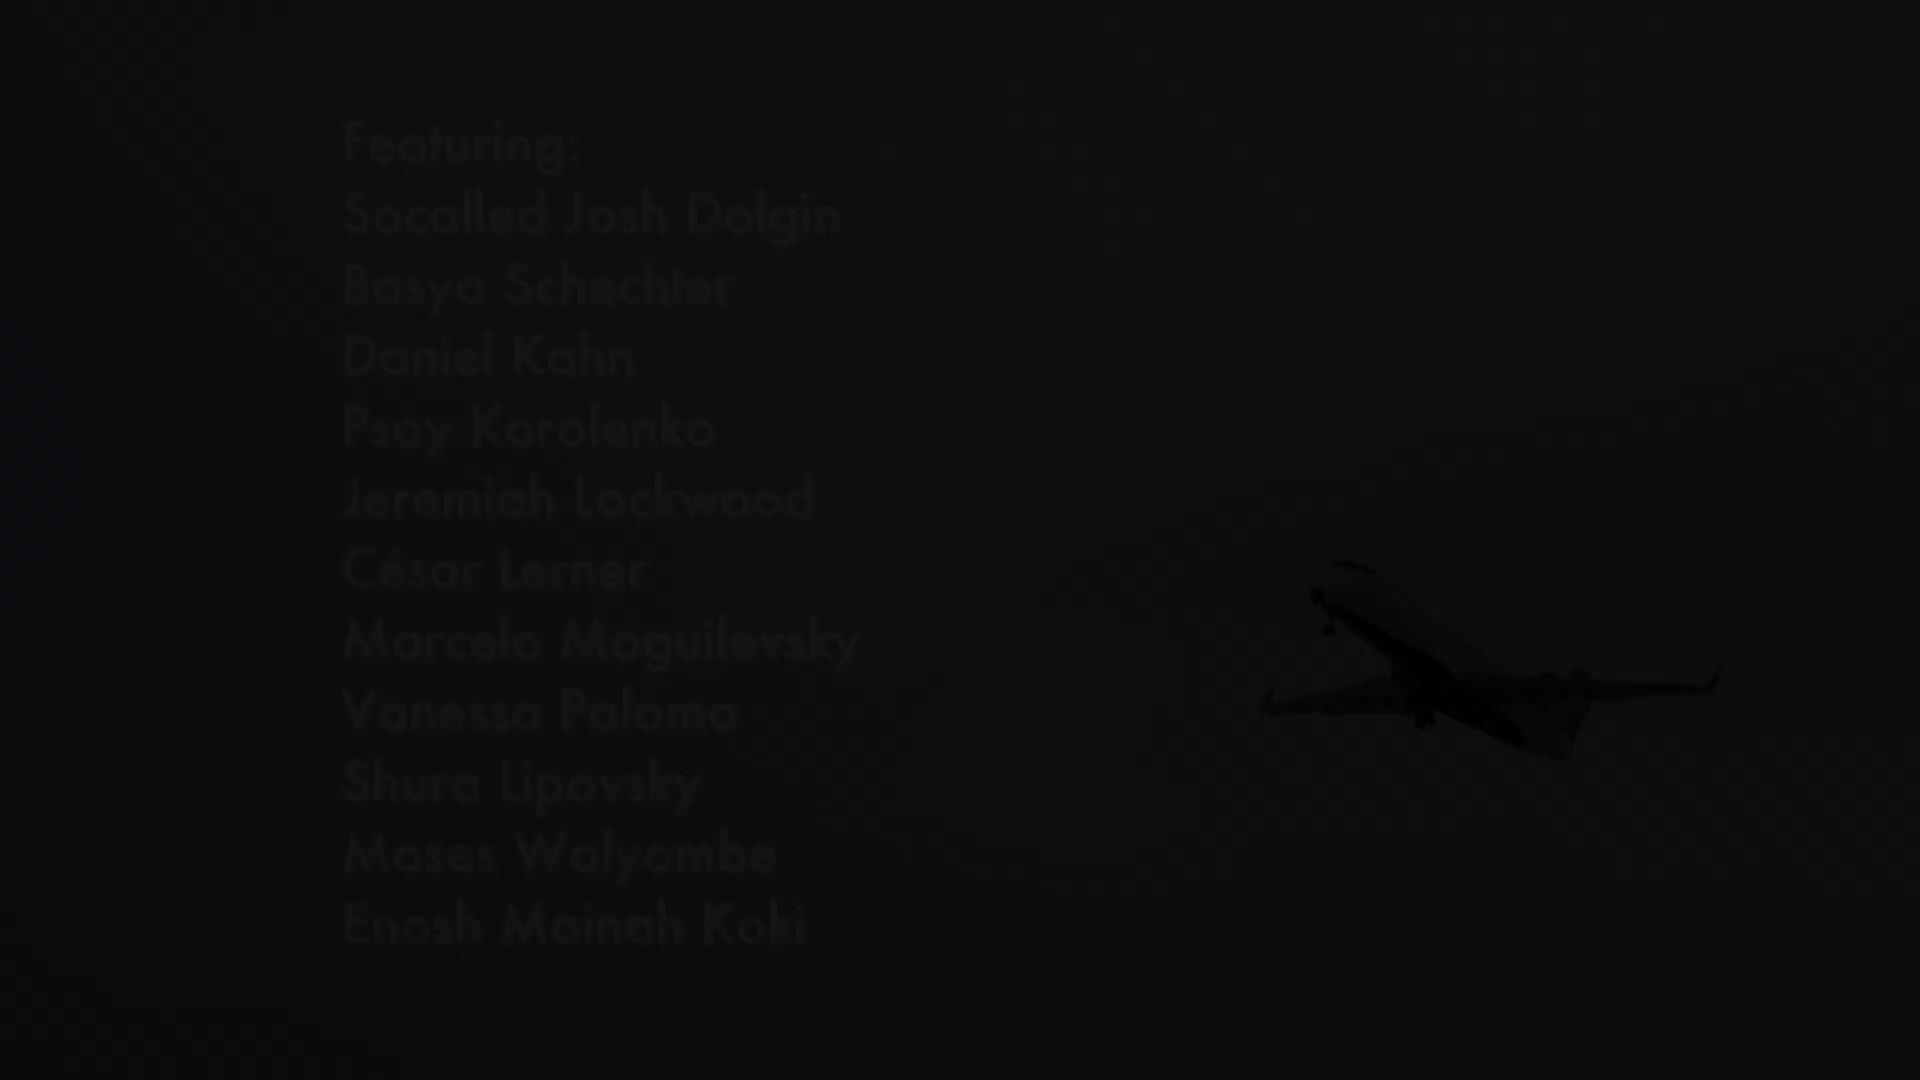 Featuring:
Socalled Josh Dolgin
Basya Schechter
Daniel Kahn
Psoy Korolenko
Jeremiah Lockwood
César Lerner
Marcelo Moguilevsky
Vanessa Paloma
Shura Lipovsky
Moses Walyombe
Enosh Mainah Koki